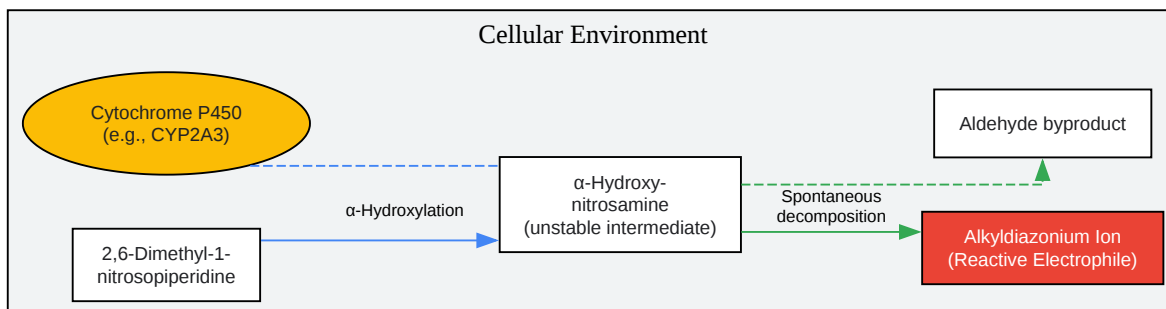 Cellular Environment
Cytochrome P450
(e.g., CYP2A3)
2,6-Dimethyl-1-
nitrosopiperidine
α-Hydroxylation
α-Hydroxy-
nitrosamine
(unstable intermediate)
Spontaneous
decomposition
Aldehyde byproduct
Alkyldiazonium Ion
(Reactive Electrophile)